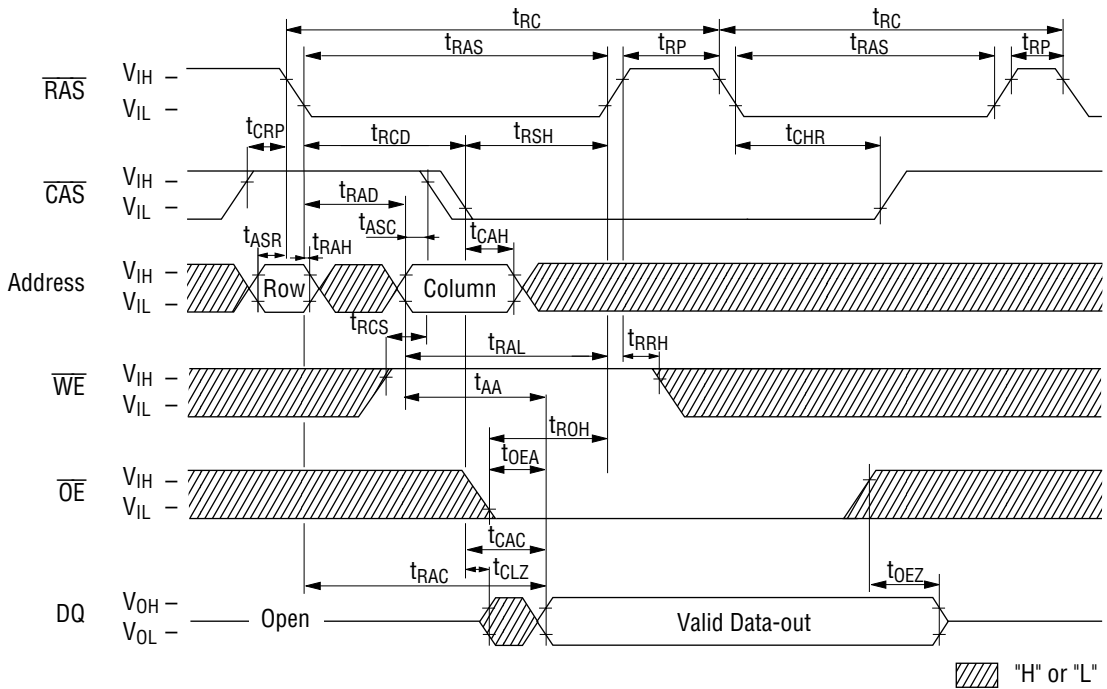 tRC tRC
tRAS tRP tRAS tRP
RAS VIH –
VIL –
tCRP tRCD tRSH tCHR
CAS VIH –
VIL –
tRAD
tASC tCAH
tASR tRAH
Address VIH –
VIL –
Row Column
tRCS tRAL tRRH
WE VIH –
VIL –
tAA
tROH
tOEA
OE VIH –
VIL –
tCAC
tRAC tCLZ tOEZ
DQ VOH –
VOL –
Open Valid Data-out
"H" or "L"